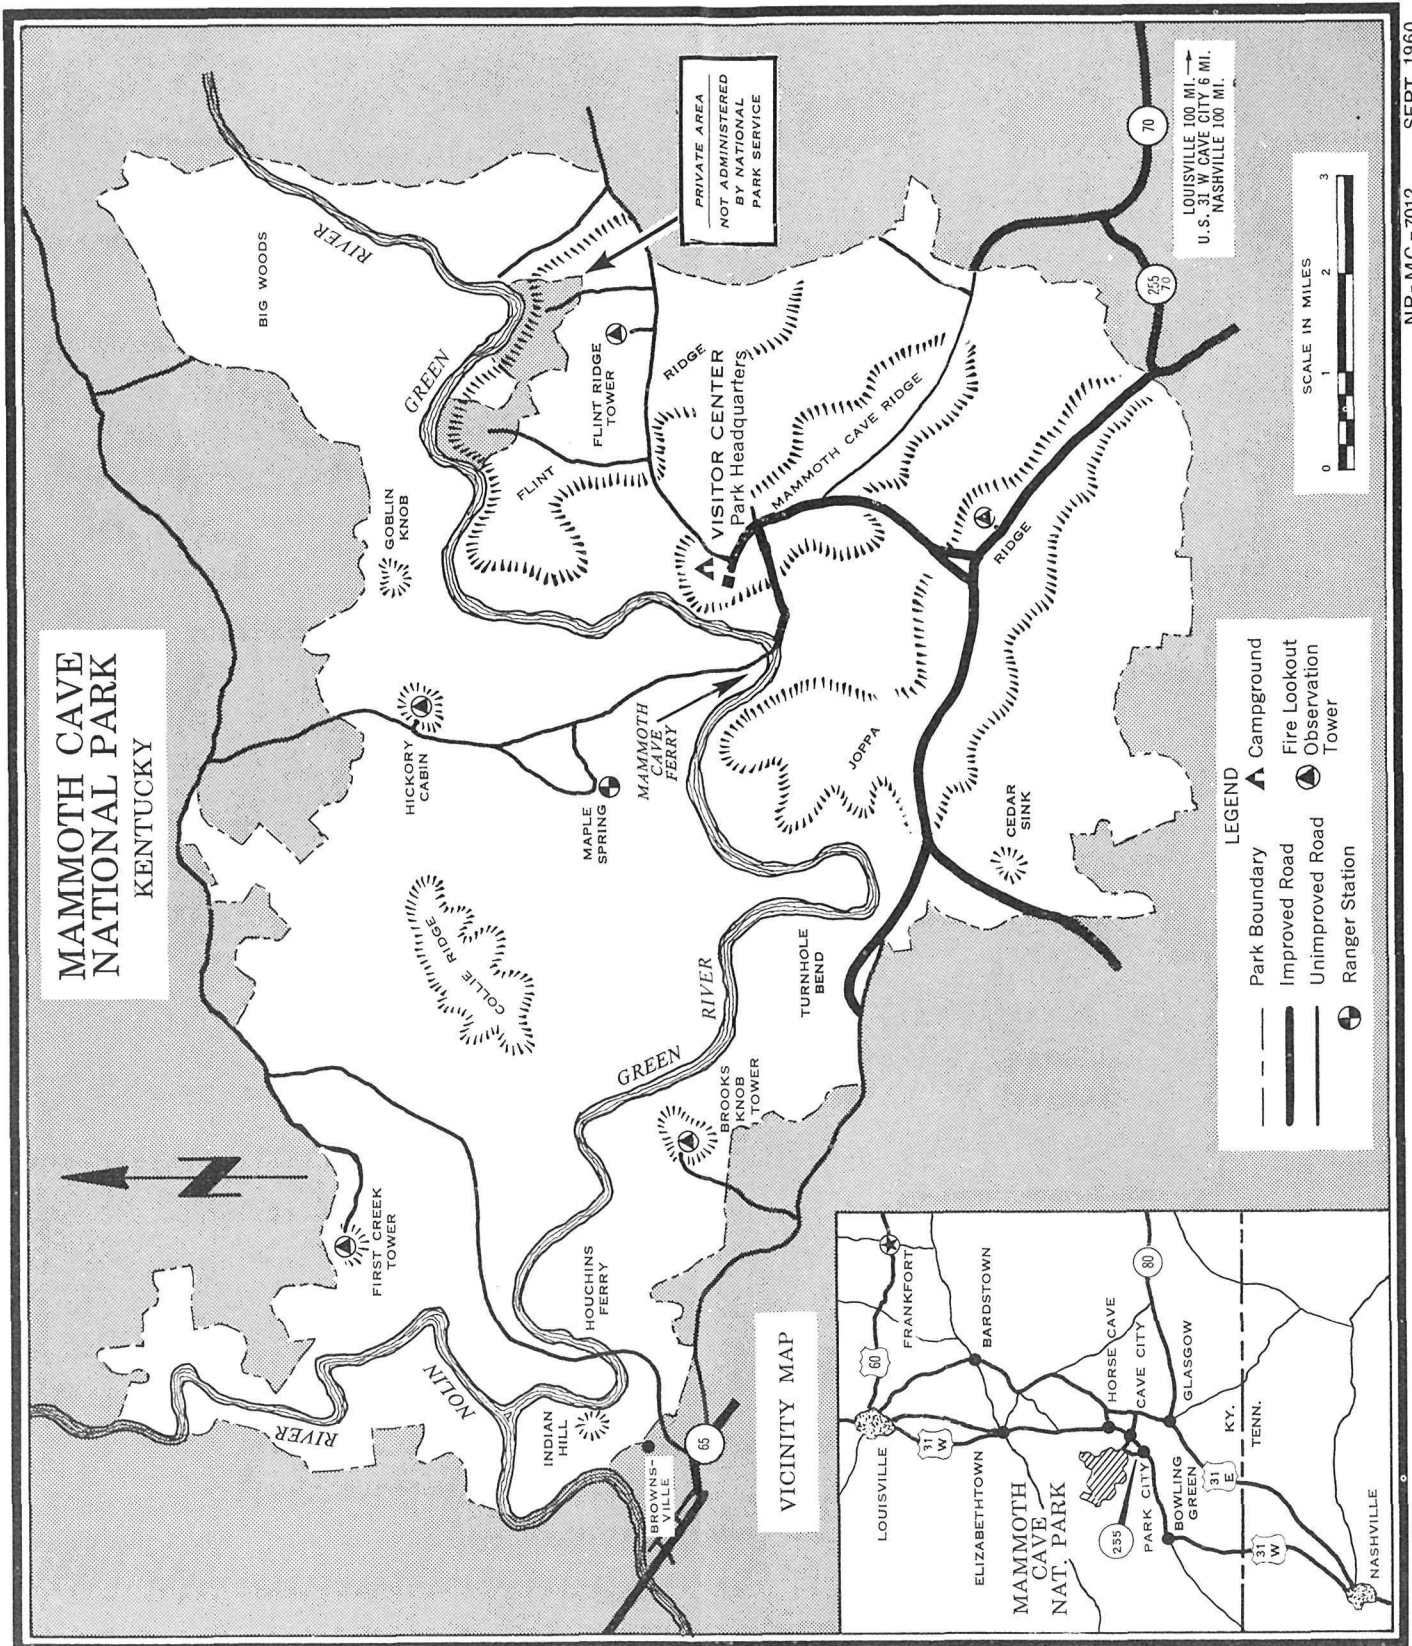 MAMMOTH CAVE
NATIONAL PARK
KENTUCKY
FIRST CREEK
TOWER
NOLIN
RIVER
INDIAN
HILL
HOUCHINS
FERRY
BROWNS-
VILLE
65
COLLIE RIDGE
GREEN
RIVER
BROOKS
KNOB
TOWER
TURNHOLE
BEND
HICKORY
CABIN
MAPLE
SPRING
MAMMOTH
CAVE
FERRY
GOBLIN
KNOB
BIG WOODS
GREEN
RIVER
FLINT
RIDGE
FLINT RIDGE
TOWER
PRIVATE AREA
NOT ADMINISTERED
BY NATIONAL
PARK SERVICE
VISITOR CENTER
Park Headquarters
MAMMOTH CAVE RIDGE
JOPPA
RIDGE
CEDAR
SINK
70
255
70
LOUISVILLE 100 MI.→
U.S. 31 W CAVE CITY 6 MI.
NASHVILLE 100 MI.
VICINITY MAP
LOUISVILLE
60
FRANKFORT
31
W
BARDSTOWN
ELIZABETHTOWN
MAMMOTH
CAVE
NAT. PARK
HORSE CAVE
CAVE CITY
80
255
PARK CITY
GLASGOW
BOWLING
GREEN
31
E
KY.
TENN.
31
W
NASHVILLE
LEGEND
Park Boundary
Improved Road
Unimproved Road
Ranger Station
Campground
Fire Lookout
Observation
Tower
SCALE IN MILES
0 1 2 3
NP-MC-7012 SEPT. 1960